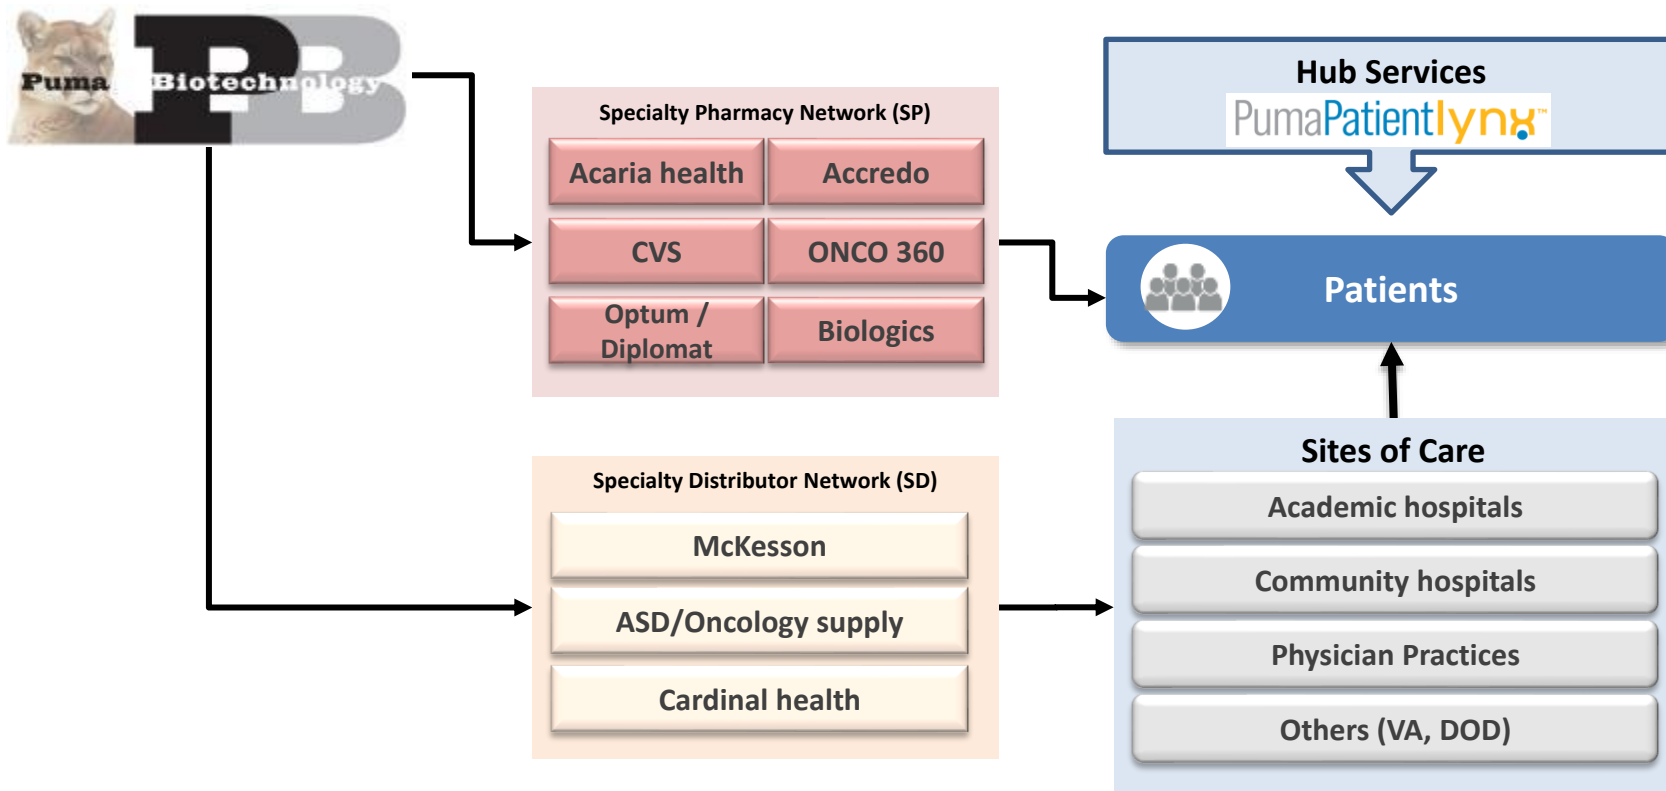 Puma Biotechnology
Specialty Pharmacy Network (SP)
Acaria health
Accredo
CVS
ONCO 360
Optum /
Diplomat
Biologics
Specialty Distributor Network (SD)
McKesson
ASD/Oncology supply
Cardinal health
Hub Services
PumaPatientlynx™
Patients
Sites of Care
Academic hospitals
Community hospitals
Physician Practices
Others (VA, DOD)